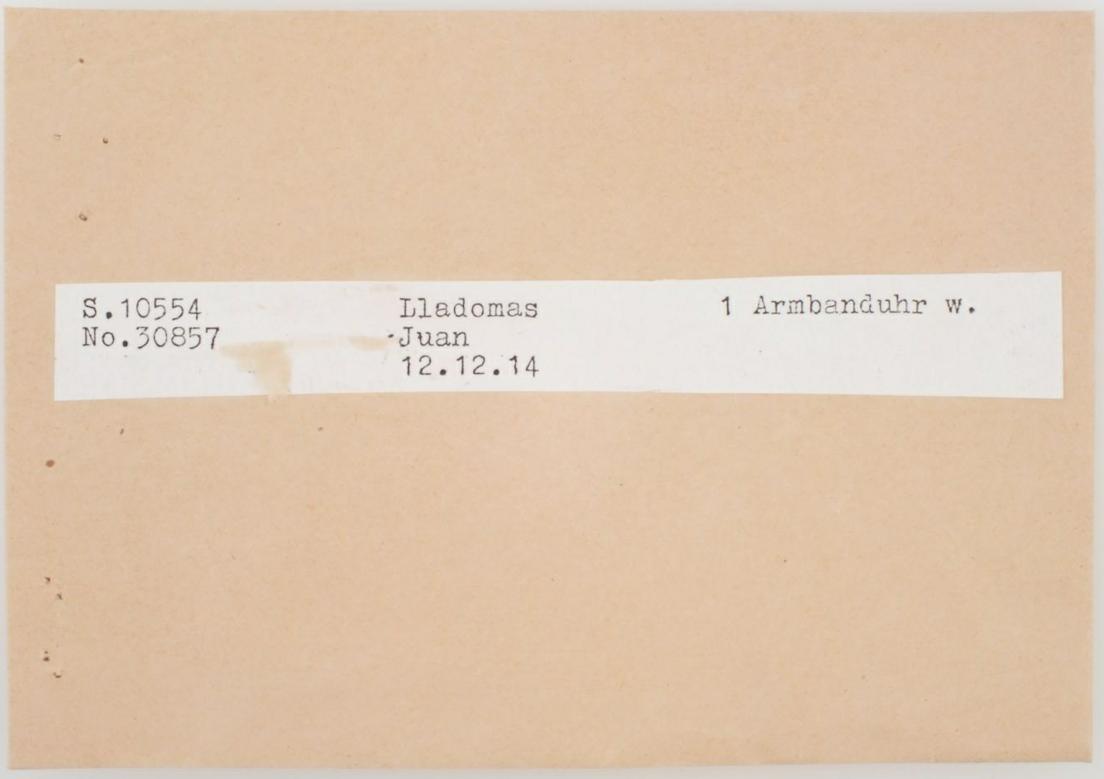 S.10554 Lladomas 1 Armbanduhr w.
No.30857 Juan
12.12.14